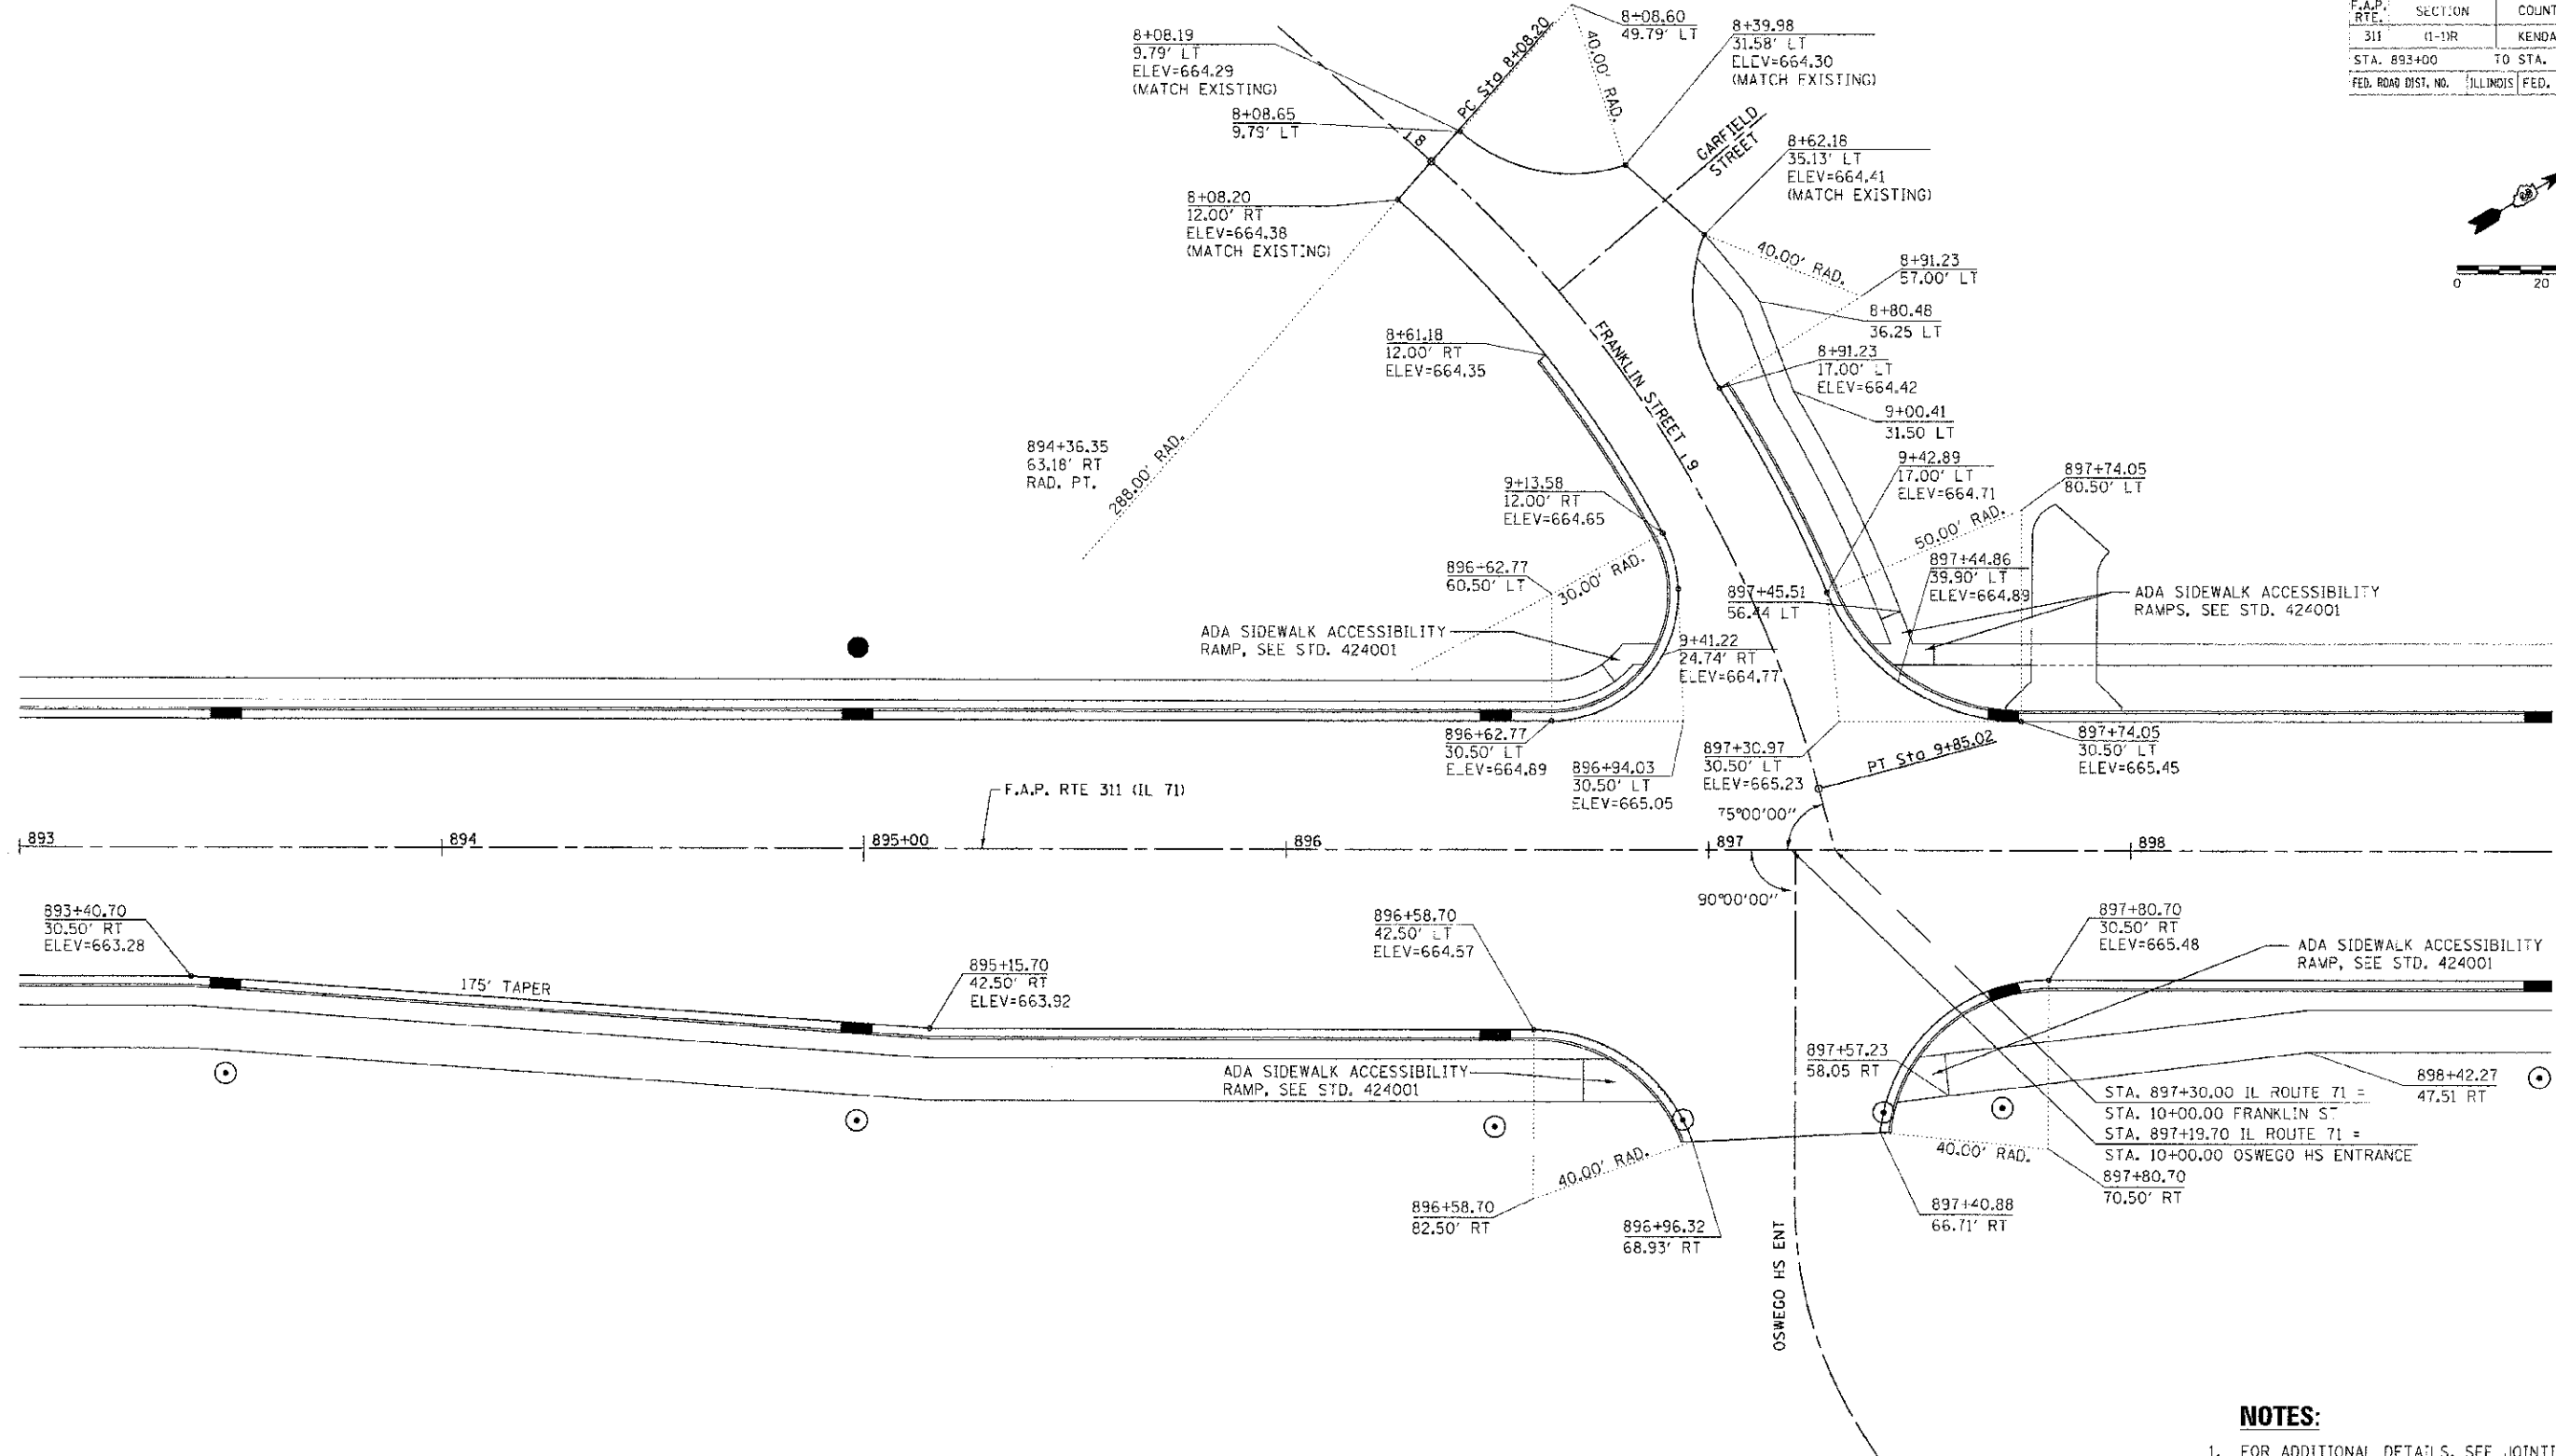 F.A.P.
RTE.
SECTION
COUNT
311
(1-1)R
KENDA
STA. 893+00
TO STA.
FED. ROAD DIST. NO.
ILLINOIS
FED.
8+08.19
9.79' LT
ELEV=664.29
(MATCH EXISTING)
8+08.65
9.79' LT
8+08.20
12.00' RT
ELEV=664.38
(MATCH EXISTING)
PC Sta 8+08.20
8+08.60
49.79' LT
40.00' RAD.
8+39.98
31.58' LT
ELEV=664.30
(MATCH EXISTING)
GARFIELD
STREET
8+62.18
35.13' LT
ELEV=664.41
(MATCH EXISTING)
40.00' RAD.
8+91.23
57.00' LT
8+80.48
36.25 LT
8+91.23
17.00' LT
ELEV=664.42
9+00.41
31.50 LT
0
20
8
8+61.18
12.00' RT
ELEV=664.35
FRANKLIN STREET
9
894+36.35
63.18' RT
RAD. PT.
288.00' RAD.
9+13.58
12.00' RT
ELEV=664.65
9+42.89
17.00' LT
ELEV=664.71
897+74.05
80.50' LT
50.00' RAD.
896+62.77
60.50' LT
30.00' RAD.
897+45.51
56.44 LT
897+44.86
39.90' LT
ELEV=664.89
ADA SIDEWALK ACCESSIBILITY
RAMPS, SEE STD. 424001
ADA SIDEWALK ACCESSIBILITY
RAMP, SEE STD. 424001
9+41.22
24.74' RT
ELEV=664.77
896+62.77
30.50' LT
ELEV=664.89
896+94.03
30.50' LT
ELEV=665.05
897+30.97
30.50' LT
ELEV=665.23
PT Sta 9+85.02
897+74.05
30.50' LT
ELEV=665.45
F.A.P. RTE 311 (IL 71)
75°00'00"
893
894
895+00
896
897
898
90°00'00"
893+40.70
30.50' RT
ELEV=663.28
175' TAPER
895+15.70
42.50' RT
ELEV=663.92
896+58.70
42.50' LT
ELEV=664.57
897+80.70
30.50' RT
ELEV=665.48
ADA SIDEWALK ACCESSIBILITY
RAMP, SEE STD. 424001
ADA SIDEWALK ACCESSIBILITY
RAMP, SEE STD. 424001
897+57.23
58.05 RT
898+42.27
47.51 RT
STA. 897+30.00 IL ROUTE 71 =
STA. 10+00.00 FRANKLIN ST
STA. 897+19.70 IL ROUTE 71 =
STA. 10+00.00 OSWEGO HS ENTRANCE
40.00' RAD.
40.00' RAD.
897+80.70
70.50' RT
896+58.70
82.50' RT
896+96.32
68.93' RT
897+40.88
66.71' RT
OSWEGO HS ENT
NOTES:
1. FOR ADDITIONAL DETAILS, SEE JOINTI